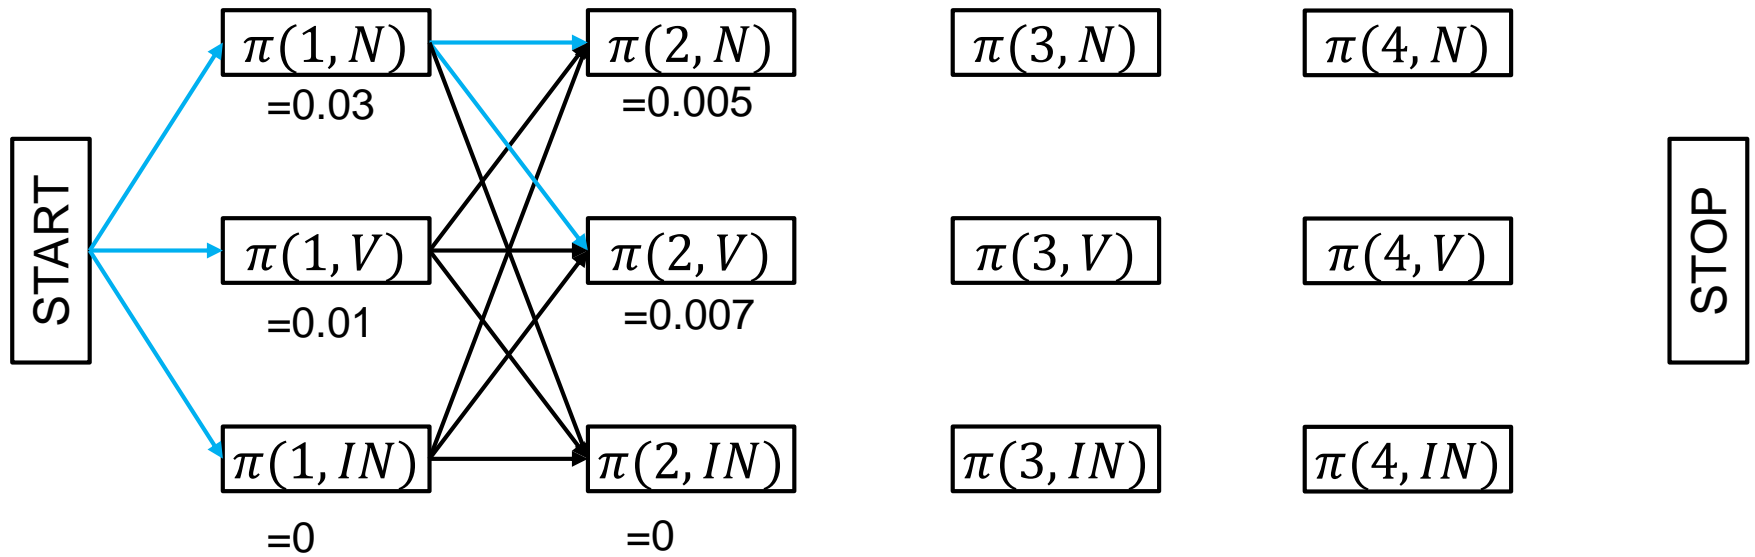 π(1, N) π(2, N) π(3, N) π(4, N)
=0.03 =0.005
START
STOP
π(1, V) π(2, V) π(3, V) π(4, V)
=0.01 =0.007
π(1, IN) π(2, IN) π(3, IN) π(4, IN)
=0 =0